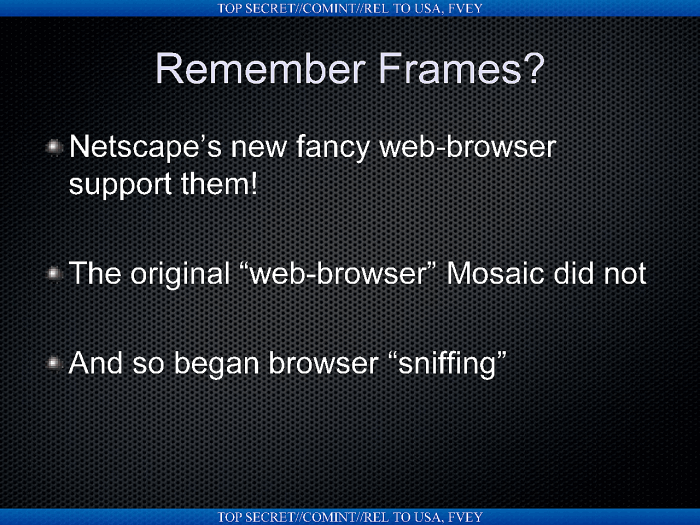 TOP SECRET//COMINT//REL TO USA, FVEY
Remember Frames?
Netscape’s new fancy web-browser
support them!
The original “web-browser” Mosaic did not
And so began browser “sniffing”
TOP SECRET//COMINT//REL TO USA, FVEY